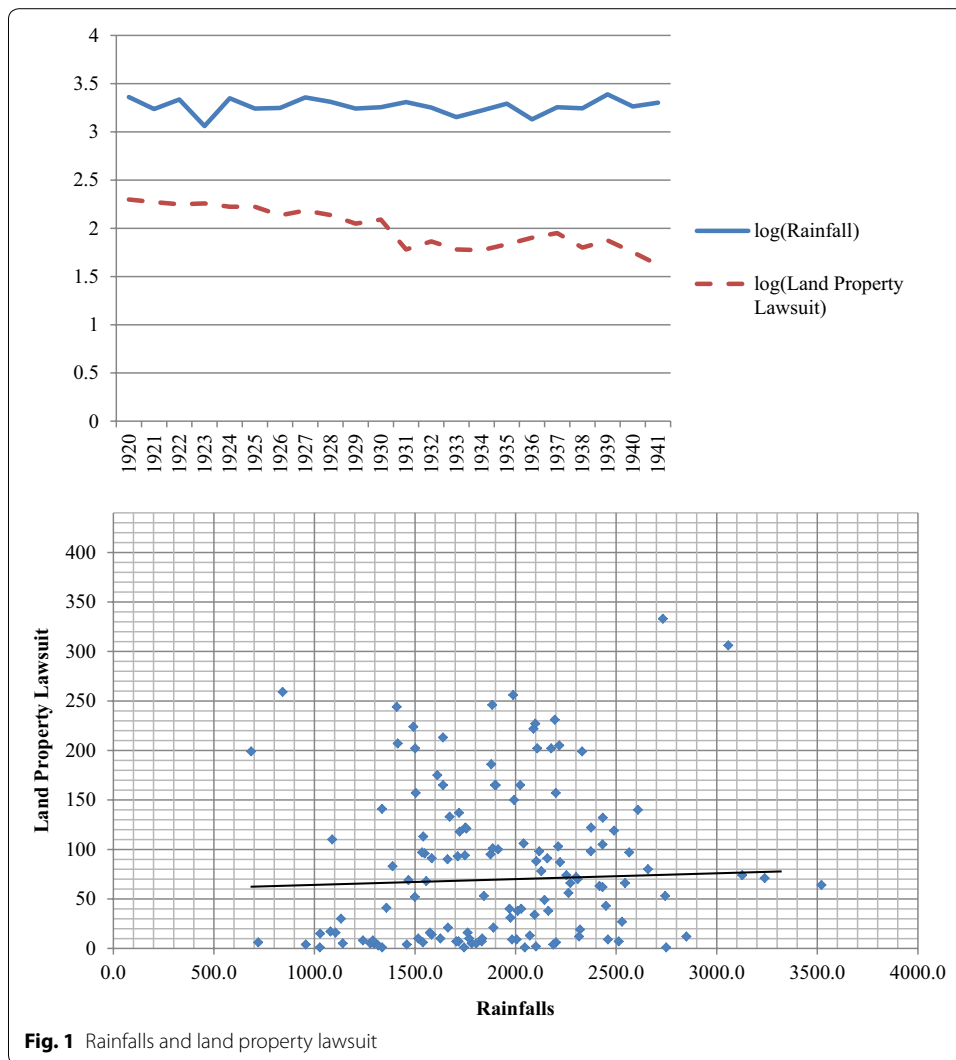 4
3.5
3
2.5
2
1.5
1
0.5
0
1920 1921 1922 1923 1924 1925 1926 1927 1928 1929 1930 1931 1932 1933 1934 1935 1936 1937 1938 1939 1940 1941
log(Rainfall)
log(Land Property
Lawsuit)
Land Property Lawsuit
400
350
300
250
200
150
100
50
0
0.0 500.0 1000.0 1500.0 2000.0 2500.0 3000.0 3500.0 4000.0
Rainfalls
Fig. 1 Rainfalls and land property lawsuit